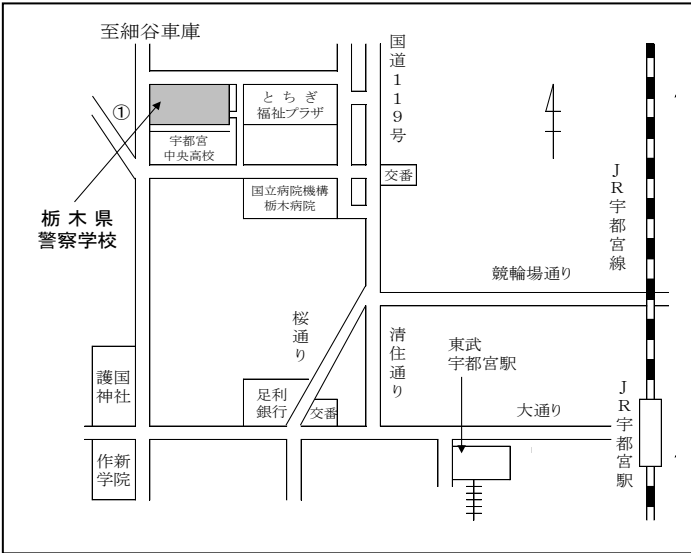 至細谷車庫
国道119号
①
とちぎ
福祉プラザ
宇都宮
中央高校
交番
国立病院機構
栃木病院
栃木県
警察学校
JR宇都宮線
競輪場通り
桜通り
清住通り
東武
宇都宮駅
護国
神社
足利
銀行
交番
大通り
JR宇都宮駅
作新
学院